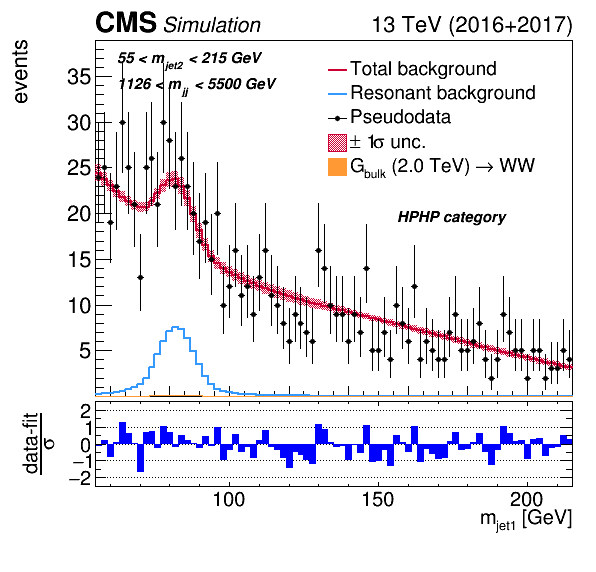 CMS Simulation 13 TeV (2016+2017)
55 < m_jet2 < 215 GeV
1126 < m_jj < 5500 GeV
Total background
Resonant background
Pseudodata
± 1σ unc.
G_bulk (2.0 TeV) → WW
HPHP category
events
35
30
25
20
15
10
5
data-fit
σ
2
1
0
−1
−2
100 150 200
m_jet1 [GeV]